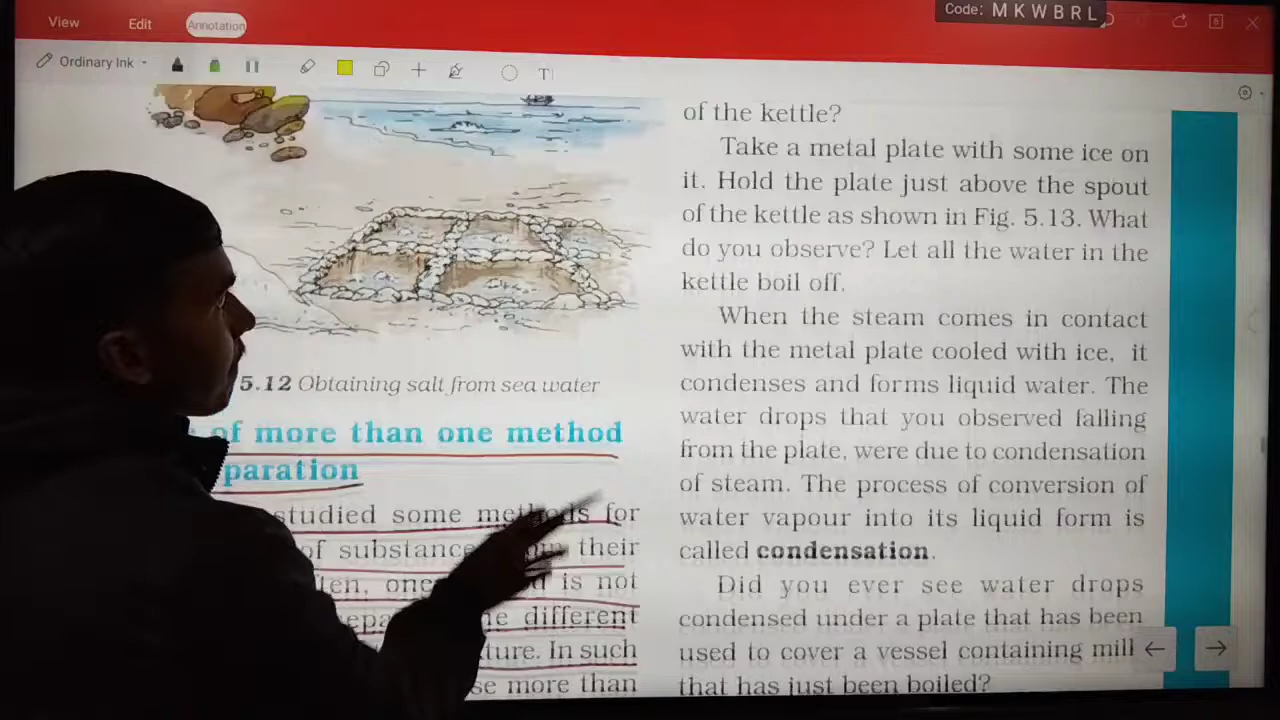 View Edit Annotation
Code: M K W B R L
Ordinary Ink
5.12 Obtaining salt from sea water
of more than one method
paration
studied some methods for
of substance their
one is not
different
ture. In such
se more than
of the kettle?
Take a metal plate with some ice on
it. Hold the plate just above the spout
of the kettle as shown in Fig. 5.13. What
do you observe? Let all the water in the
kettle boil off.
When the steam comes in contact
with the metal plate cooled with ice, it
condenses and forms liquid water. The
water drops that you observed falling
from the plate, were due to condensation
of steam. The process of conversion of
water vapour into its liquid form is
called condensation.
Did you ever see water drops
condensed under a plate that has been
used to cover a vessel containing mill
that has just been boiled?